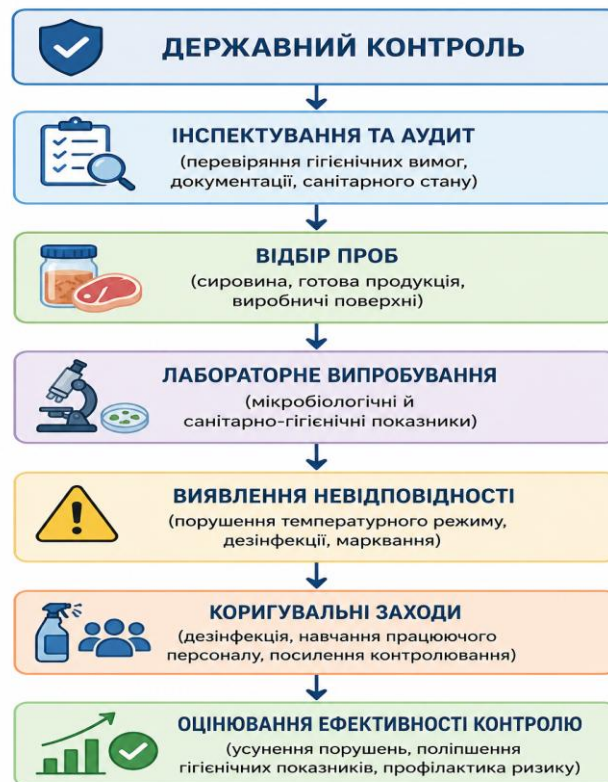 ДЕРЖАВНИЙ КОНТРОЛЬ
ІНСПЕКТУВАННЯ ТА АУДИТ
(перевіряння гігієнічних вимог,
документації, санітарного стану)
ВІДБІР ПРОБ
(сировина, готова продукція,
виробничі поверхні)
ЛАБОРАТОРНЕ ВИПРОБУВАННЯ
(мікробіологічні й
санітарно-гігієнічні показники)
ВИЯВЛЕННЯ НЕВІДПОВІДНОСТІ
(порушення температурного режиму,
дезінфекції, марквання)
КОРИГУВАЛЬНІ ЗАХОДИ
(дезінфекція, навчання працюючого
персоналу, посилення контролювання)
ОЦІНЮВАННЯ ЕФЕКТИВНОСТІ КОНТРОЛЮ
(усунення порушень, поліпшення
гігієнічних показників, профілактика ризику)